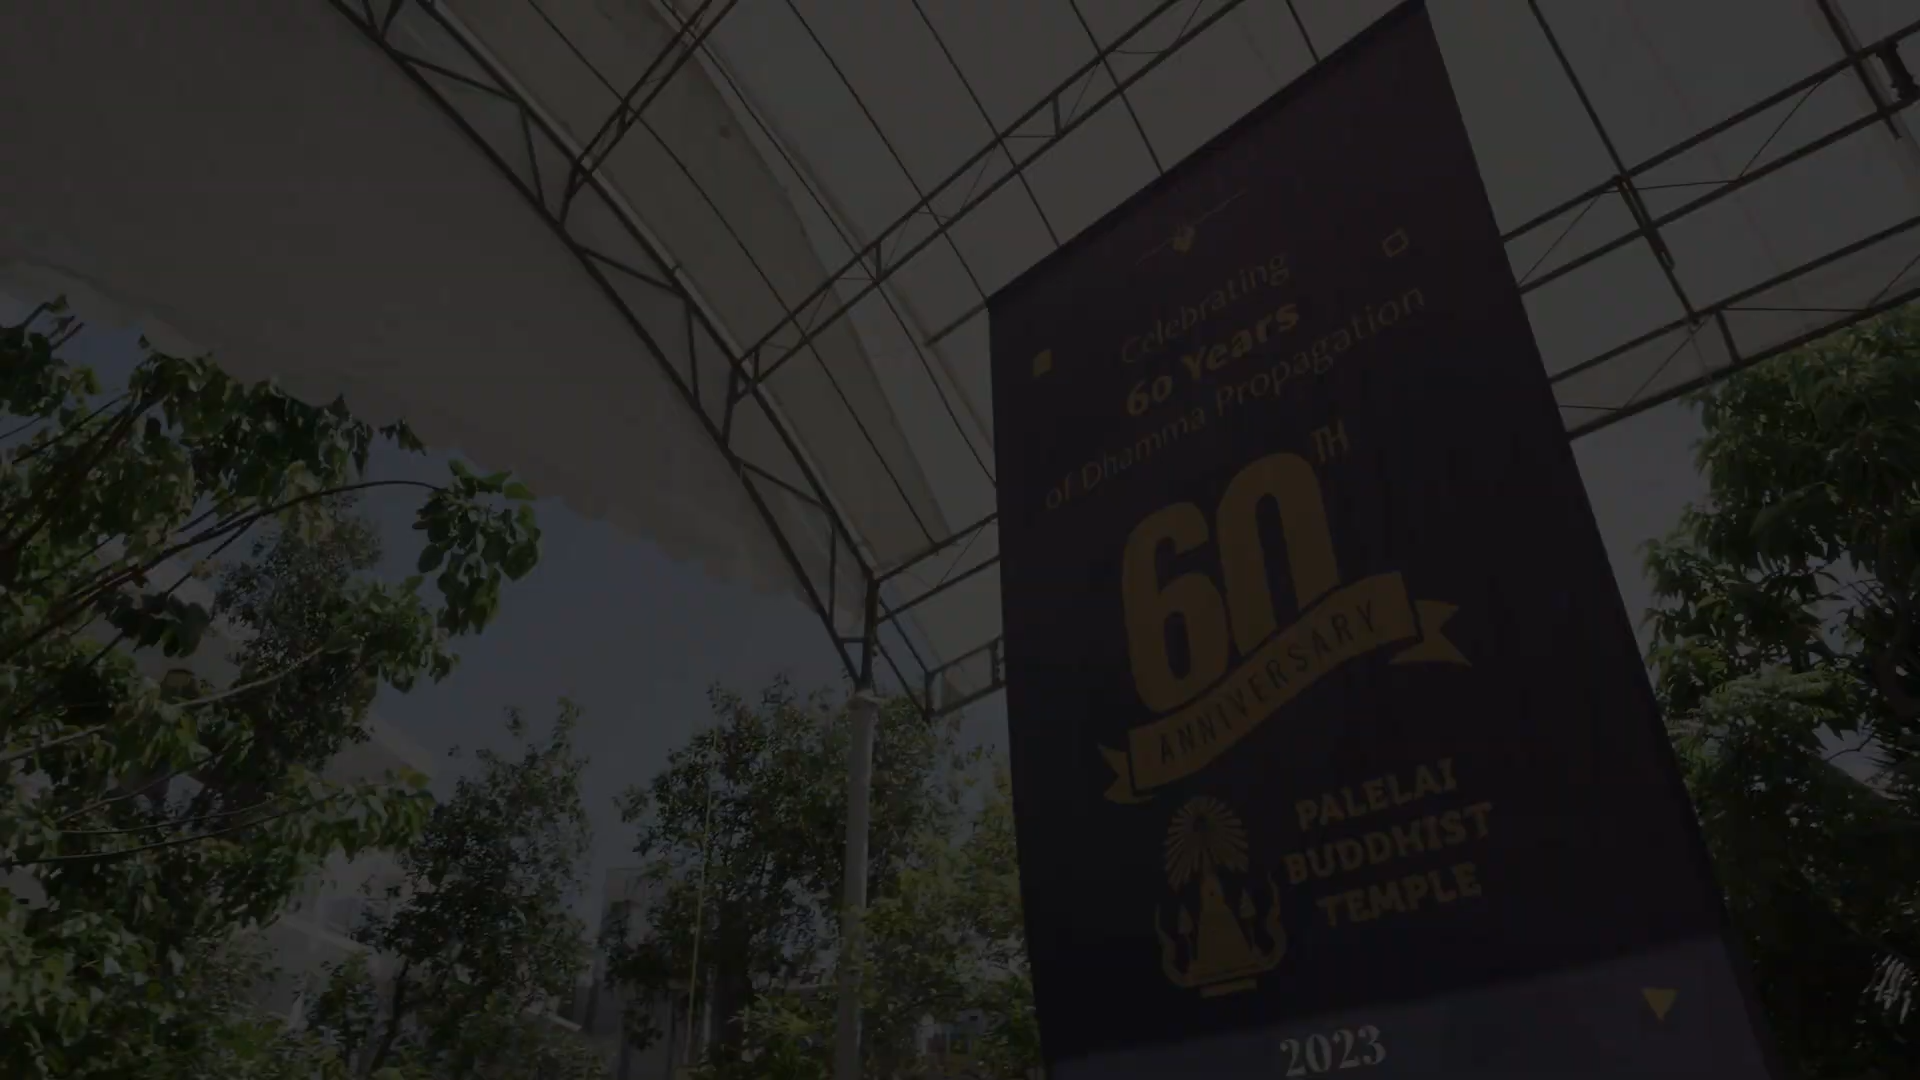 Celebrating
60 Years
of Dhamma Propagation
60TH
ANNIVERSARY
PALELAI
BUDDHIST
TEMPLE
2023